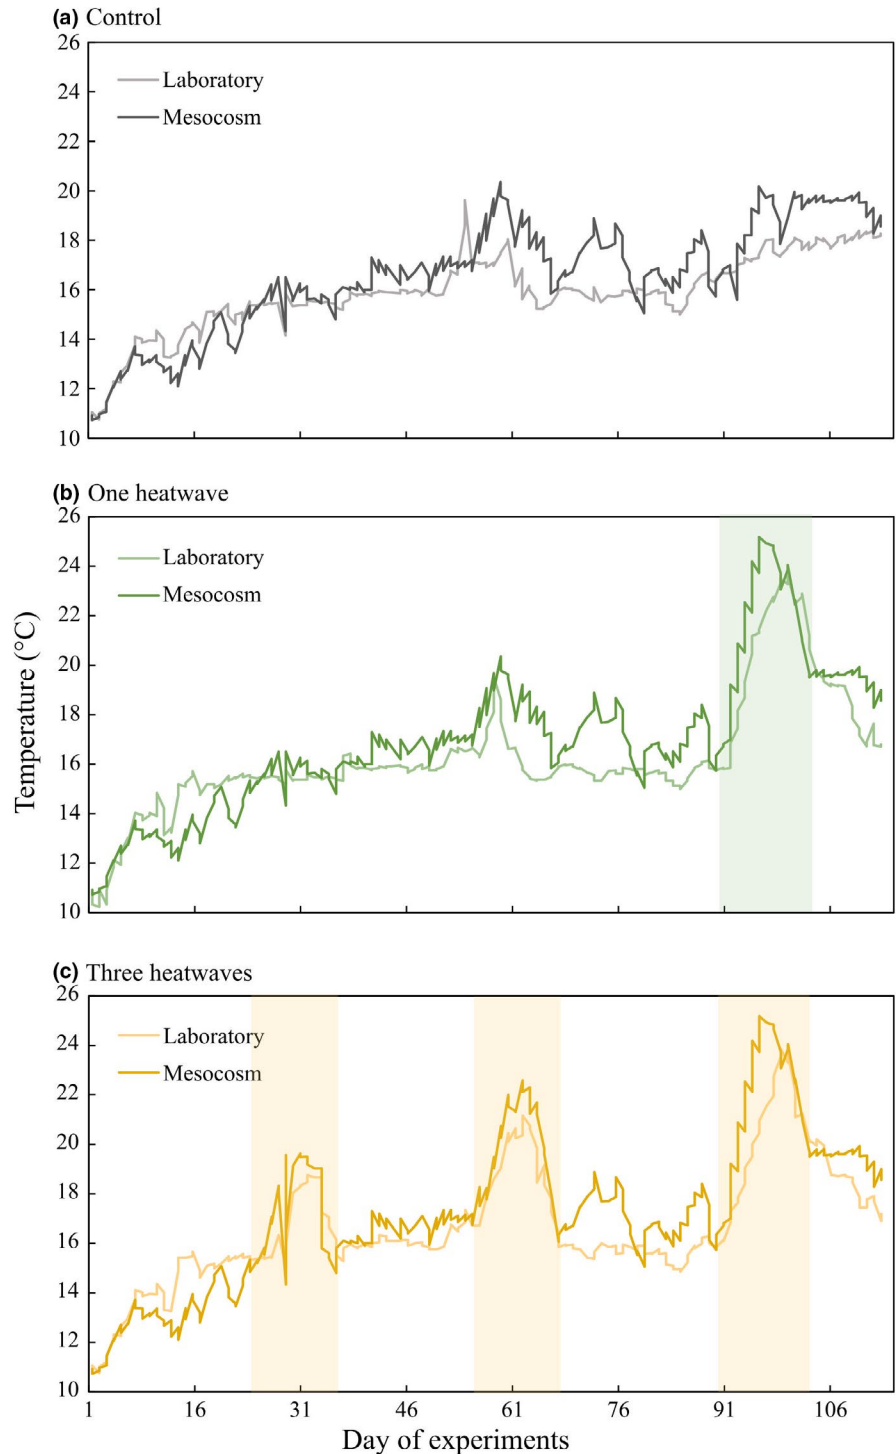 (a) Control
26
24
22
20
18
16
14
12
10
Laboratory
Mesocosm
(b) One heatwave
26
24
22
20
18
16
14
12
10
Laboratory
Mesocosm
Temperature (°C)
(c) Three heatwaves
26
24
22
20
18
16
14
12
10
Laboratory
Mesocosm
1 16 31 46 61 76 91 106
Day of experiments